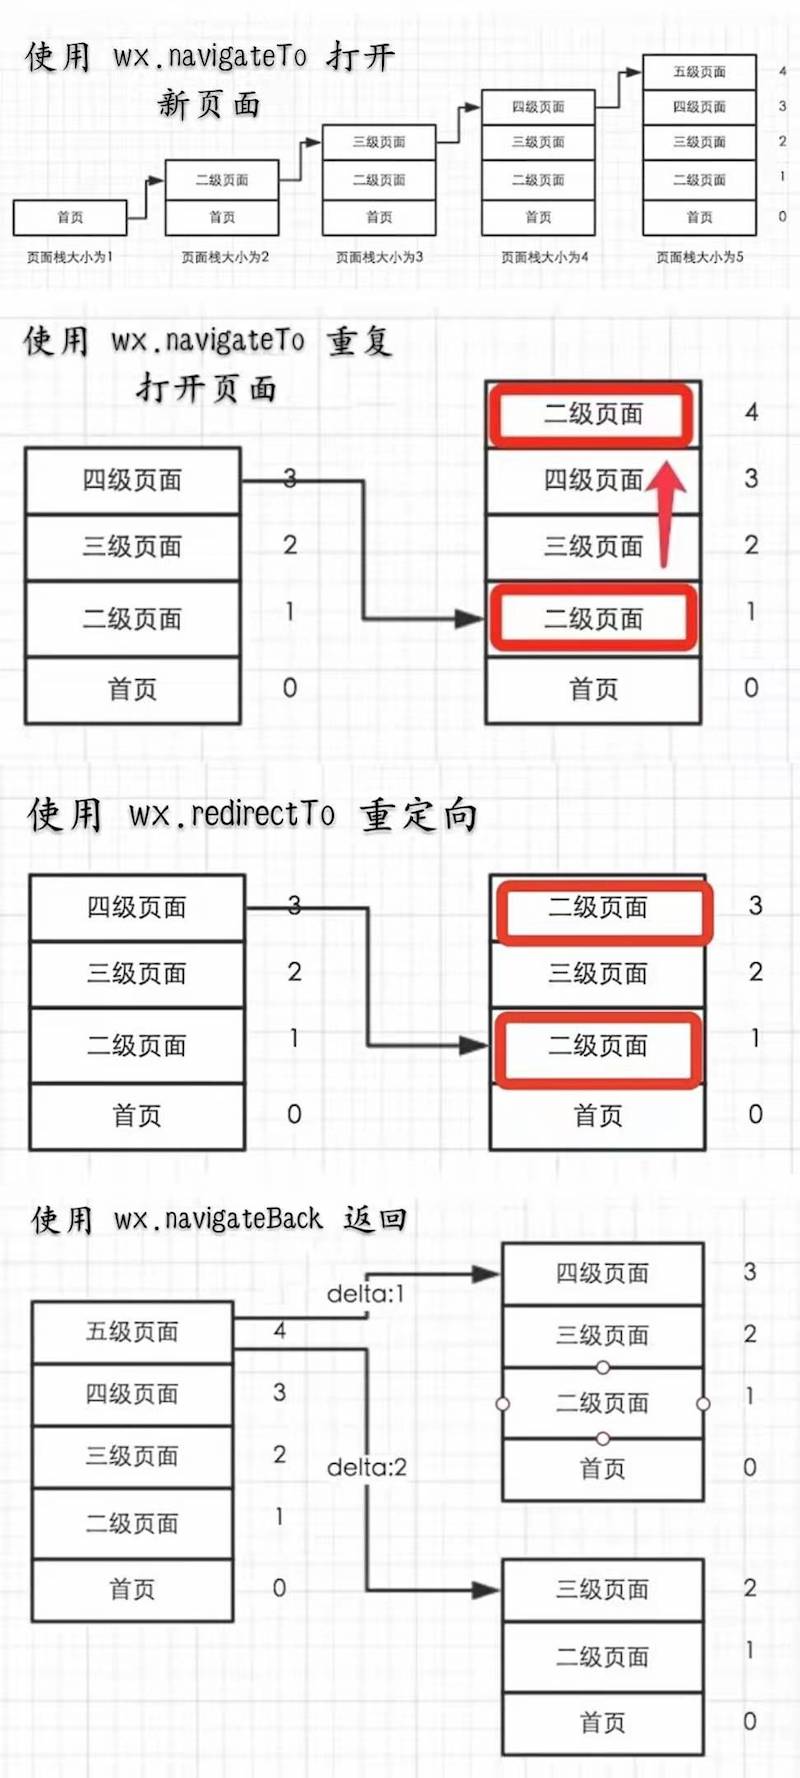 使用 wx.navigateTo 打开
新页面
五级页面
4
四级页面
四级页面
3
三级页面
三级页面
三级页面
2
二级页面
二级页面
二级页面
二级页面
1
首页
首页
首页
首页
首页
0
页面栈大小为1
页面栈大小为2
页面栈大小为3
页面栈大小为4
页面栈大小为5
使用 wx.navigateTo 重复
打开页面
四级页面
3
三级页面
2
二级页面
1
首页
0
二级页面
4
四级页面
3
三级页面
2
二级页面
1
首页
0
使用 wx.redirectTo 重定向
四级页面
3
三级页面
2
二级页面
1
首页
0
二级页面
3
三级页面
2
二级页面
1
首页
0
使用 wx.navigateBack 返回
五级页面
4
四级页面
3
三级页面
2
二级页面
1
首页
0
delta:1
delta:2
四级页面
3
三级页面
2
二级页面
1
首页
0
三级页面
2
二级页面
1
首页
0